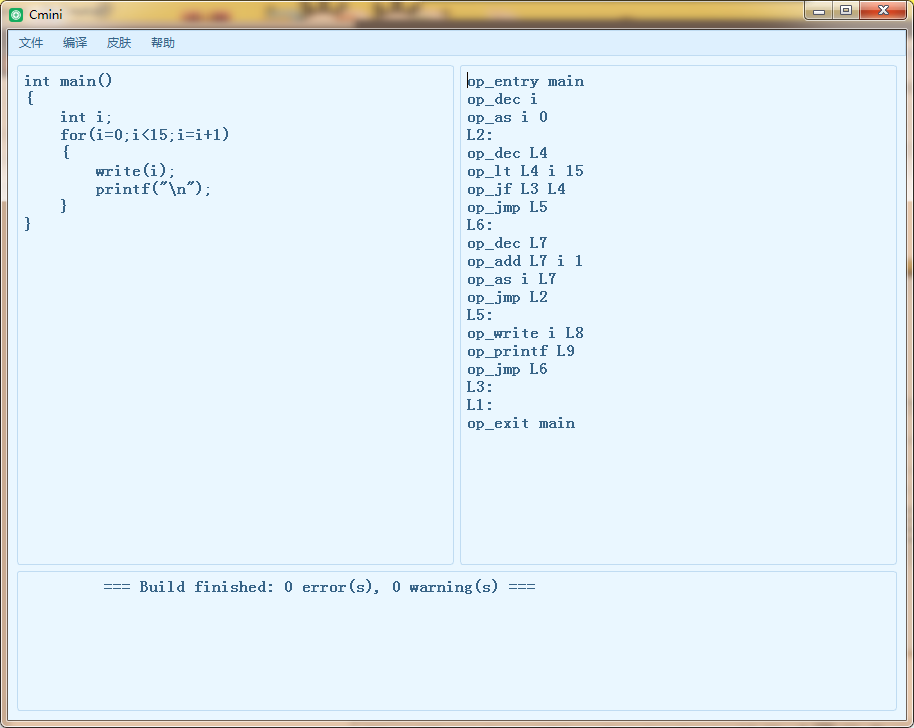 Cmini
文件 编译 皮肤 帮助
int main()
{
    int i;
    for(i=0;i<15;i=i+1)
    {
        write(i);
        printf("\n");
    }
}
op_entry main
op_dec i
op_as i 0
L2:
op_dec L4
op_lt L4 i 15
op_jf L3 L4
op_jmp L5
L6:
op_dec L7
op_add L7 i 1
op_as i L7
op_jmp L2
L5:
op_write i L8
op_printf L9
op_jmp L6
L3:
L1:
op_exit main
=== Build finished: 0 error(s), 0 warning(s) ===